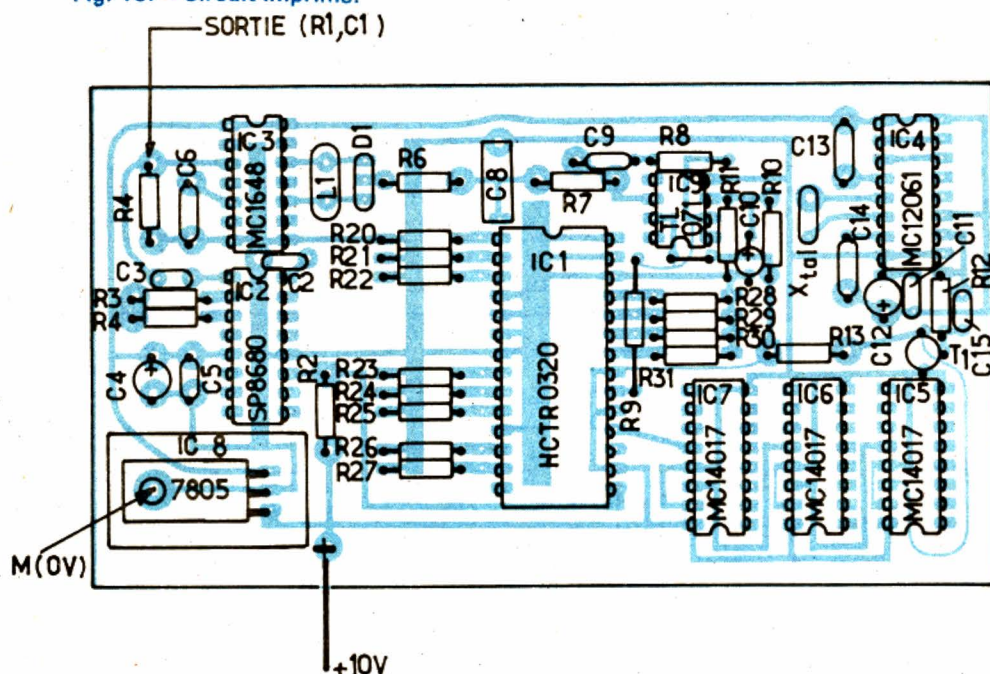 SORTIE (R1,C1)
R4
C6
IC3
MC1648
L1
D1
R6
C8
C9
R7
R8
IC9
TL
071
R11
C10
R10
C13
Xtal
C14
IC4
MC12061
C11
R12
C3
R3
R4
IC2
SP8680
C2
R20
R21
R22
IC1
HCTR0320
R28
R29
R30
R31
R9
R13
C12
T1
C15
C4
C5
R2
R23
R24
R25
R26
R27
IC7
MC14017
IC6
MC14017
IC5
MC14017
IC 8
7805
M(0V)
+
+10V